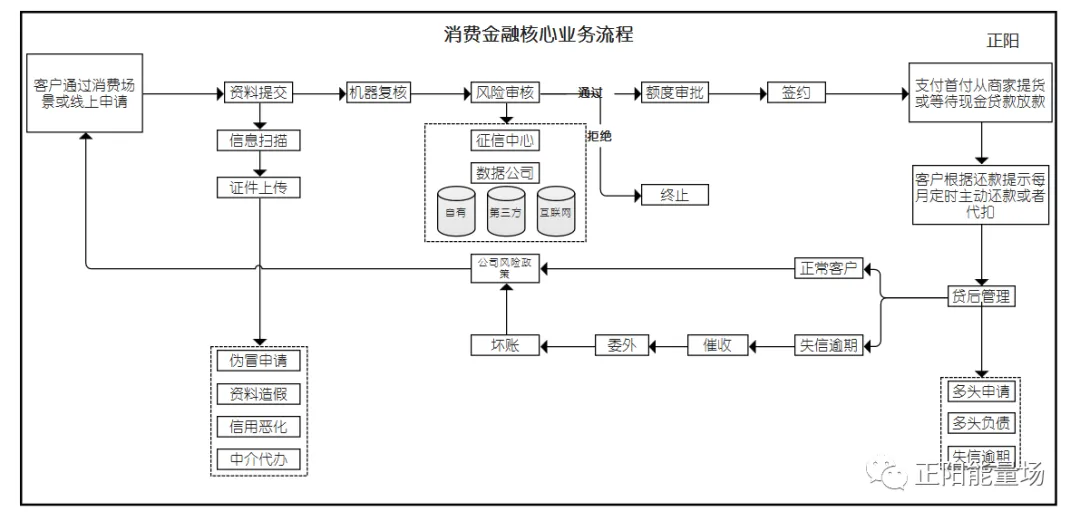 消费金融核心业务流程
正阳
客户通过消费场
景或线上申请
资料提交
机器复核
风险审核
通过
额度审批
签约
支付首付从商家提货
或等待现金贷款放款
信息扫描
证件上传
征信中心
数据公司
自有
第三方
互联网
拒绝
终止
客户根据还款提示每
月定时主动还款或者
代扣
公司风险政
策
正常客户
贷后管理
坏账
委外
催收
失信逾期
伪冒申请
资料造假
信用恶化
中介代办
多头申请
多头负债
失信逾期
正阳能量场